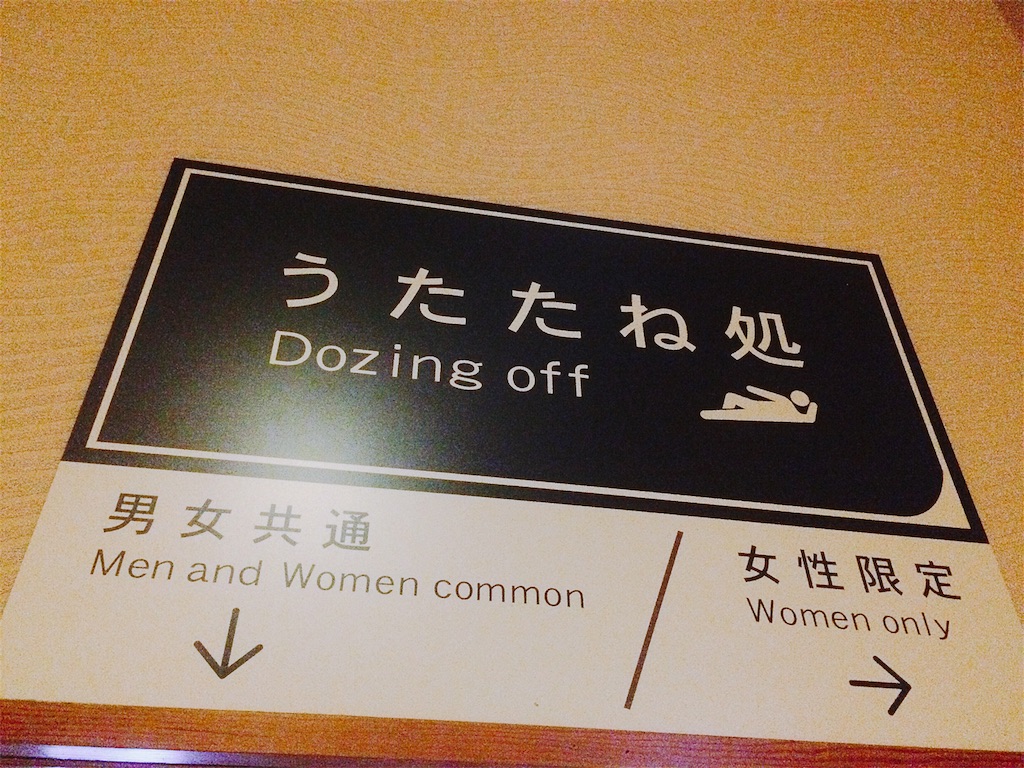 うたたね処
Dozing off
男女共通
Men and Women common
女性限定
Women only